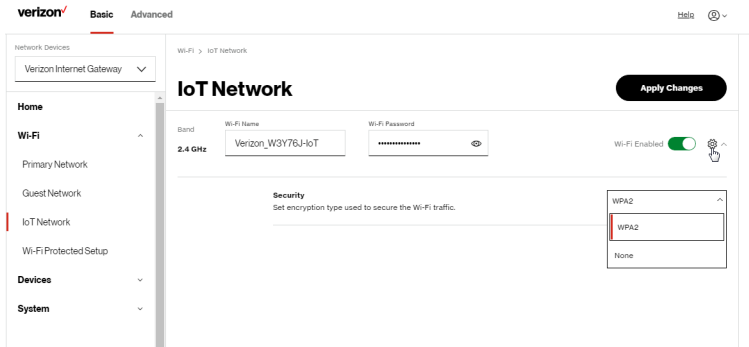 verizon Basic Advanced Help
Network Devices
Verizon Internet Gateway
Home
Wi-Fi
Primary Network
Guest Network
IoT Network
Wi-Fi Protected Setup
Devices
System
Wi-Fi > IoT Network
IoT Network
Apply Changes
Band
2.4 GHz
Wi-Fi Name
Verizon_W3Y76J-IoT
Wi-Fi Password
•••••••••••••••
Wi-Fi Enabled
Security
Set encryption type used to secure the Wi-Fi traffic.
WPA2
WPA2
None